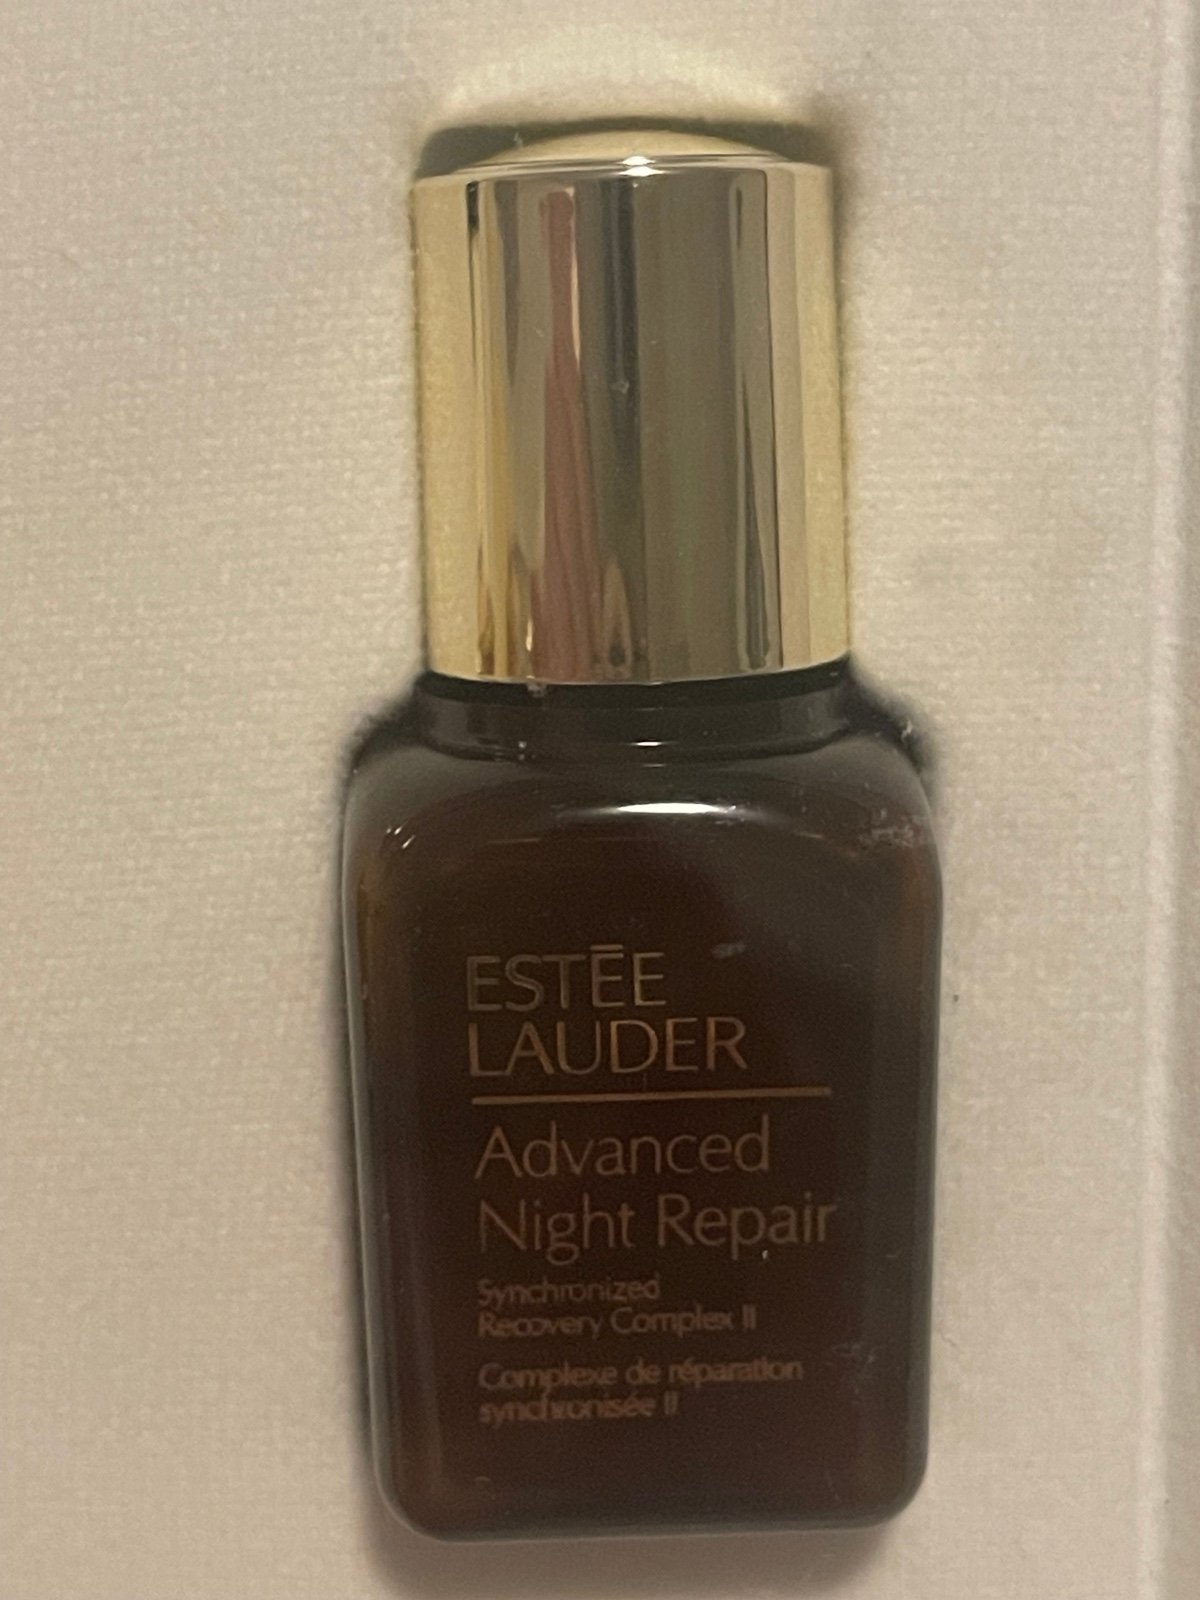 ESTĒE
LAUDER
Advanced
Night Repair
Synchronized
Recovery Complex II
Complexe de réparation
synchronisée II